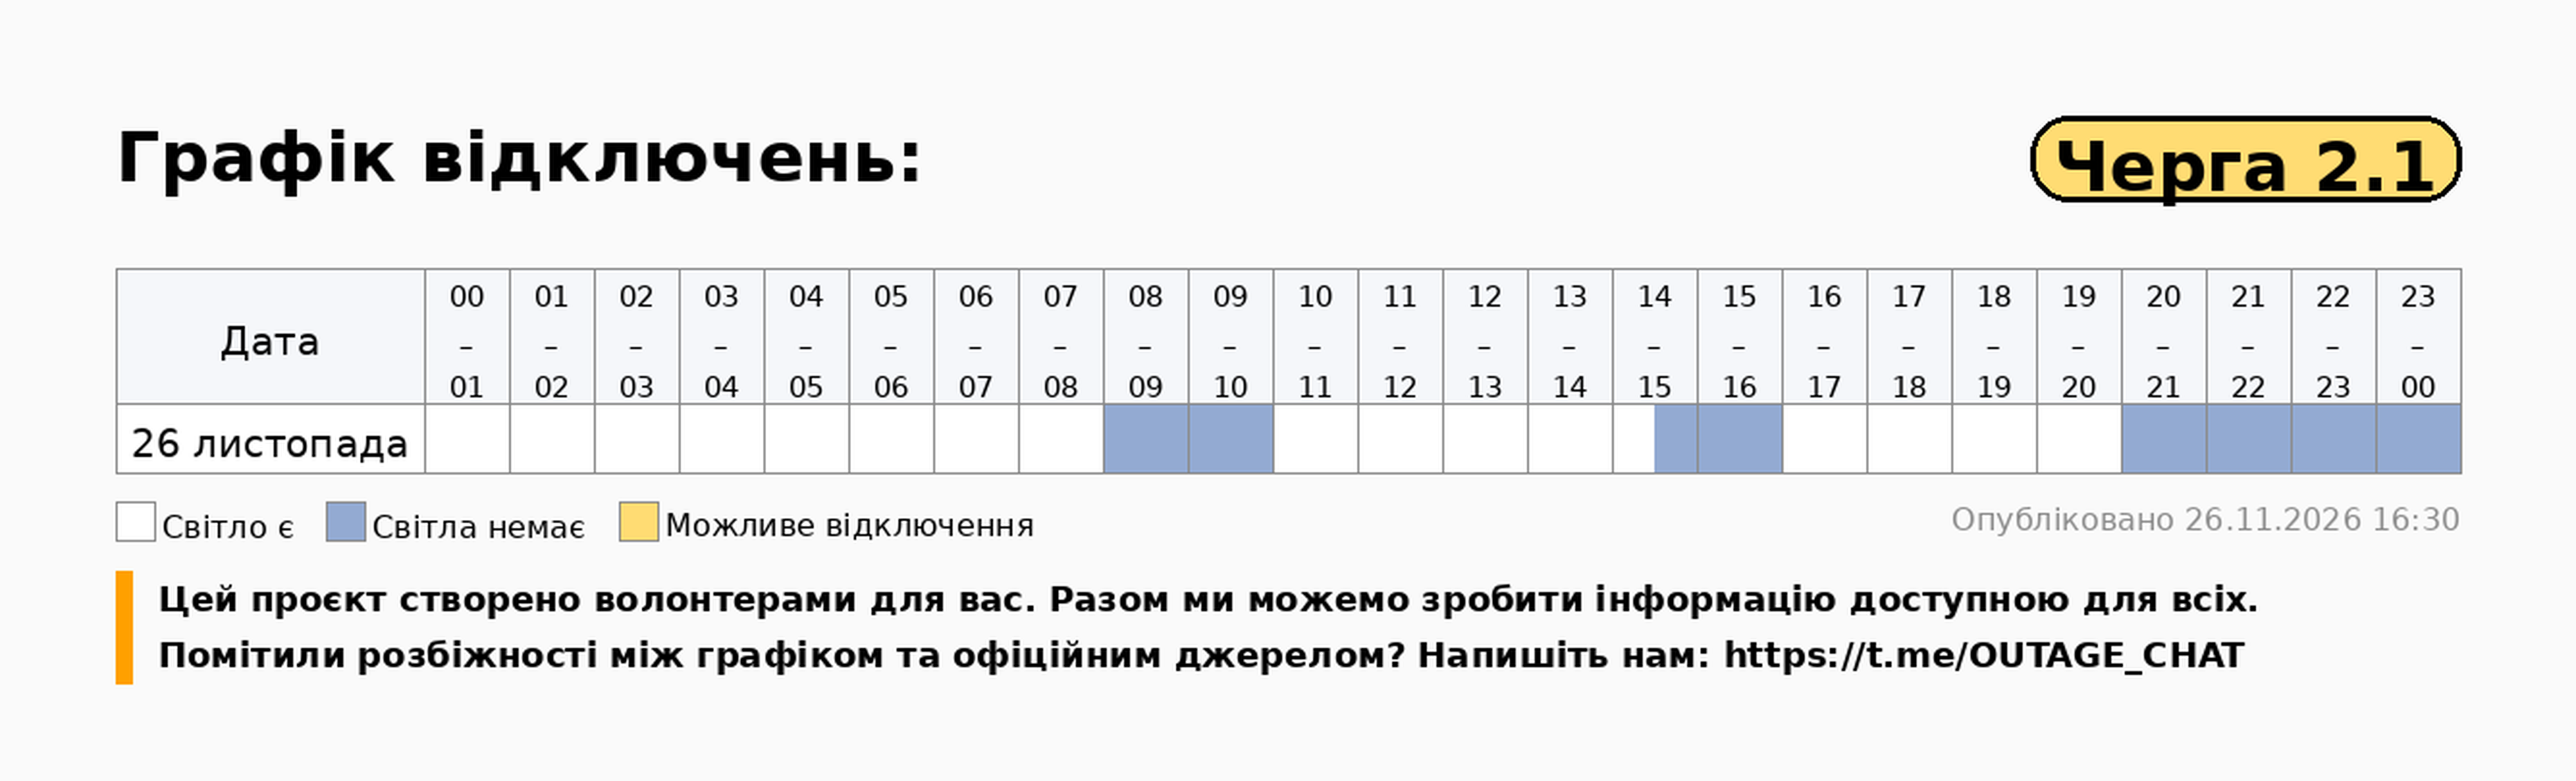 Графік відключень:
Черга 2.1
Дата 00–01 01–02 02–03 03–04 04–05 05–06 06–07 07–08 08–09 09–10 10–11 11–12 12–13 13–14 14–15 15–16 16–17 17–18 18–19 19–20 20–21 21–22 22–23 23–00
26 листопада
Світло є Світла немає Можливе відключення
Опубліковано 26.11.2026 16:30
Цей проєкт створено волонтерами для вас. Разом ми можемо зробити інформацію доступною для всіх.
Помітили розбіжності між графіком та офіційним джерелом? Напишіть нам: https://t.me/OUTAGE_CHAT